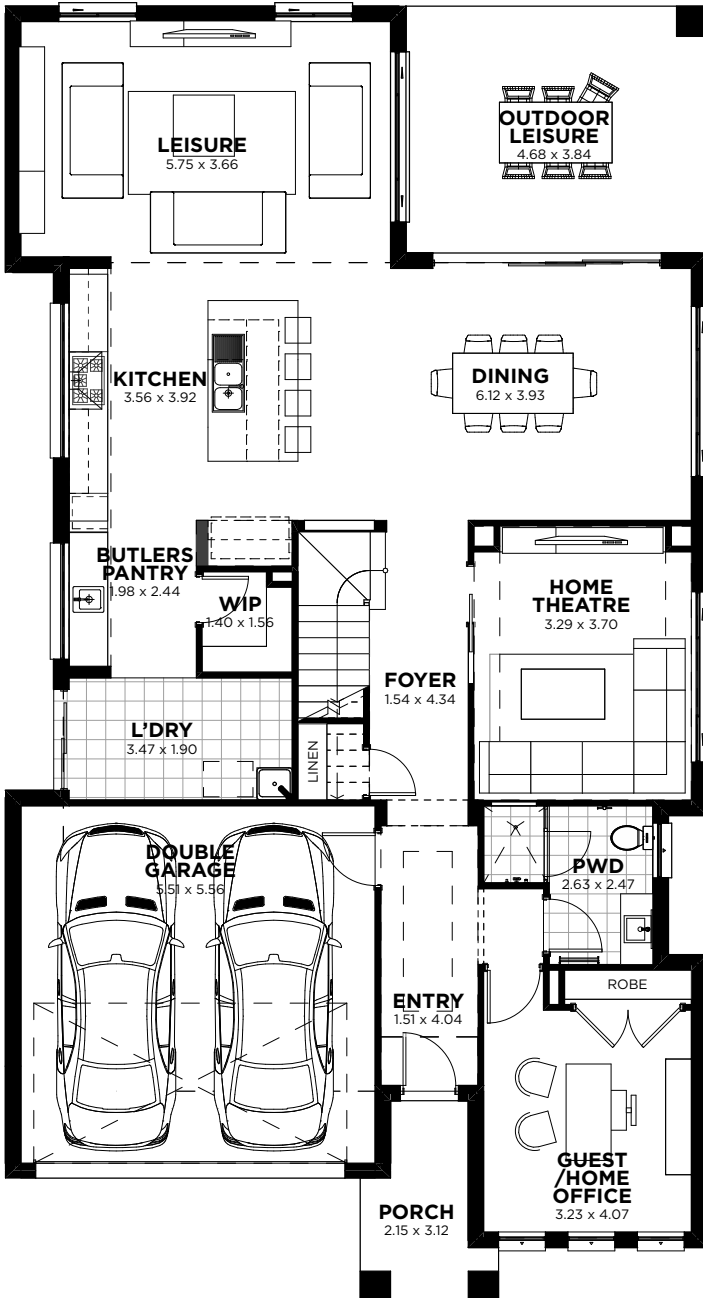 LEISURE
5.75 x 3.66
OUTDOOR
LEISURE
4.68 x 3.84
KITCHEN
3.56 x 3.92
DINING
6.12 x 3.93
BUTLERS
PANTRY
1.98 x 2.44
WIP
1.40 x 1.56
HOME
THEATRE
3.29 x 3.70
FOYER
1.54 x 4.34
L'DRY
3.47 x 1.90
LINEN
DOUBLE
GARAGE
5.51 x 5.56
PWD
2.63 x 2.47
ENTRY
1.51 x 4.04
ROBE
GUEST
/HOME
OFFICE
3.23 x 4.07
PORCH
2.15 x 3.12